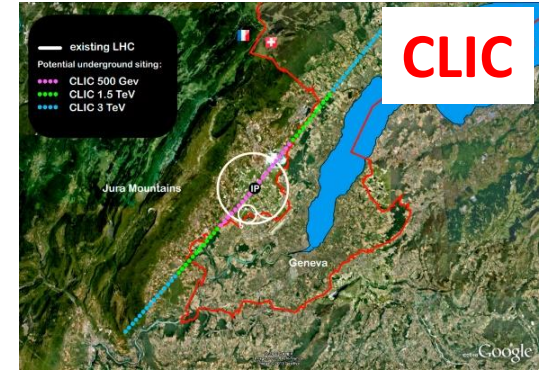 CLIC
existing LHC
Potential underground siting:
CLIC 500 Gev
CLIC 1.5 TeV
CLIC 3 TeV
Jura Mountains
IP
Geneva
Google